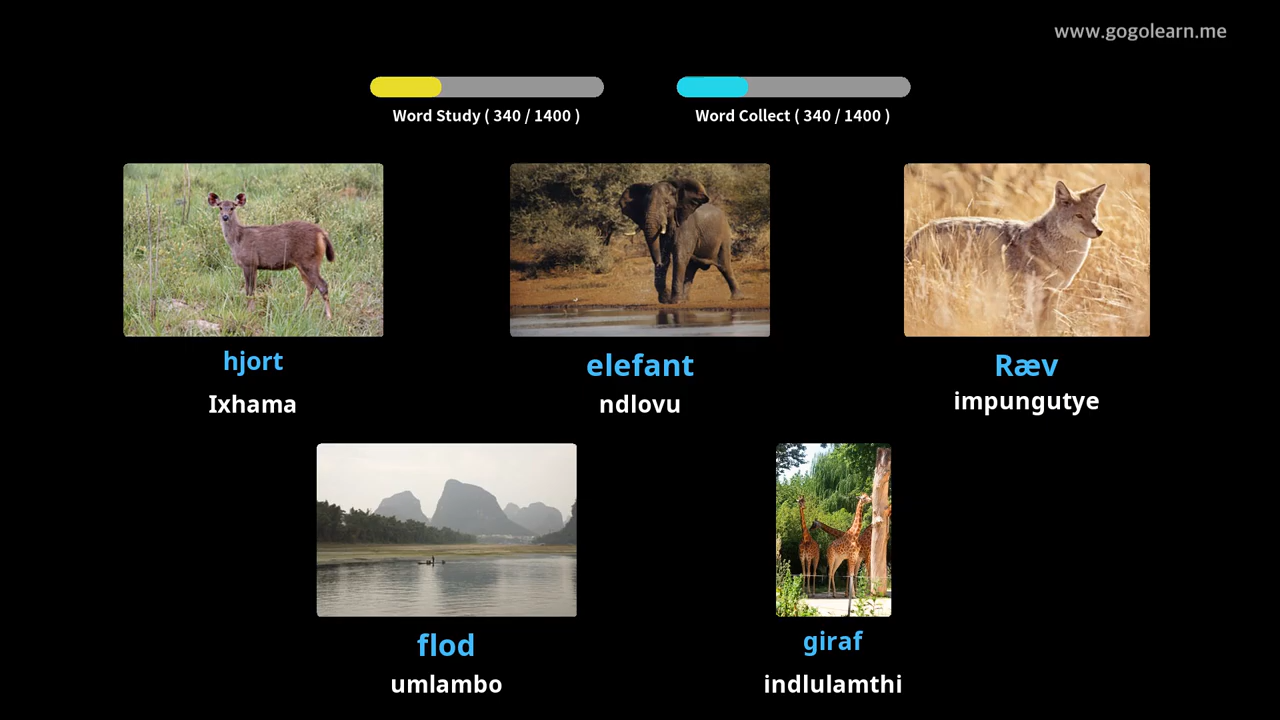 www.gogolearn.me
Word Study ( 340 / 1400 )
Word Collect ( 340 / 1400 )
hjort
Ixhama
elefant
ndlovu
Ræv
impungutye
flod
umlambo
giraf
indlulamthi